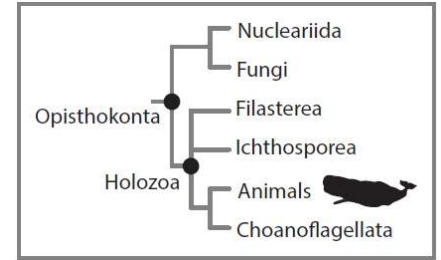 Nucleariida
Fungi
Opisthokonta
Filasterea
Ichthosporea
Holozoa
Animals
Choanoflagellata